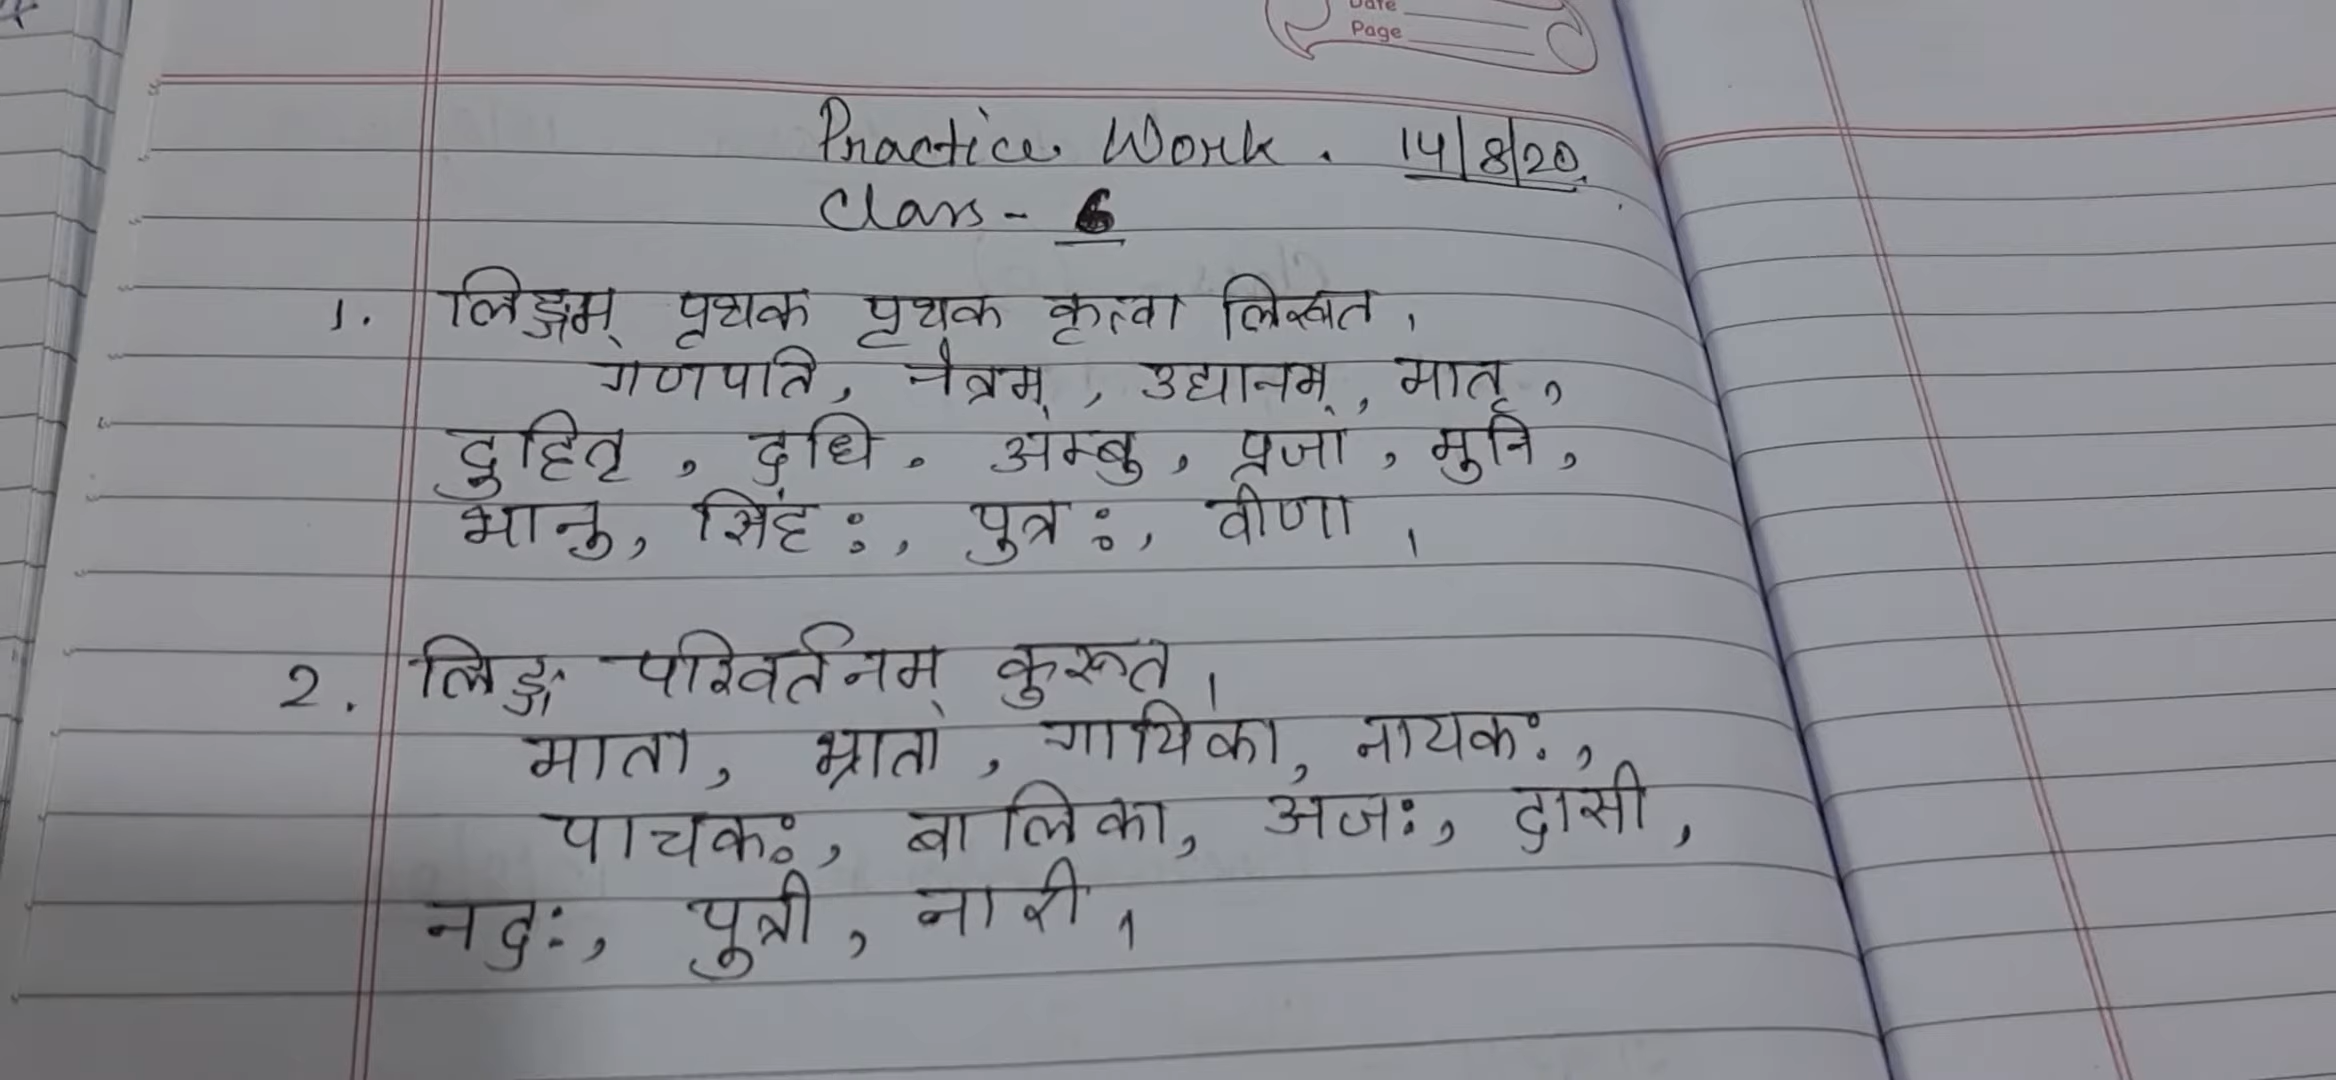 Date
Page
Practice Work. 14/8/20.
Class - 6
1. लिङ्गम् पृथक पृथक कृत्वा लिखत।
गणपति, नेत्रम्, उद्यानम्, मातृ,
दुहितृ, दधि, अम्बु, प्रजा, मुनि,
भानु, सिंह:, पुत्र:, वीणा।
2. लिङ्ग परिवर्तनम् कुरूत।
माता, भ्राता, गायिका, नायक:,
पाचक:, बालिका, अज:, दासी,
नद:, पुत्री, नारी।